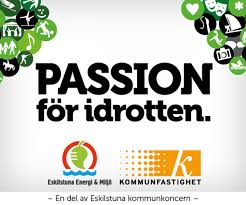 PASSION
för idrotten.
Eskilstuna Energi & Miljö
k
KOMMUNFASTIGHET
– En del av Eskilstuna kommunkoncern –